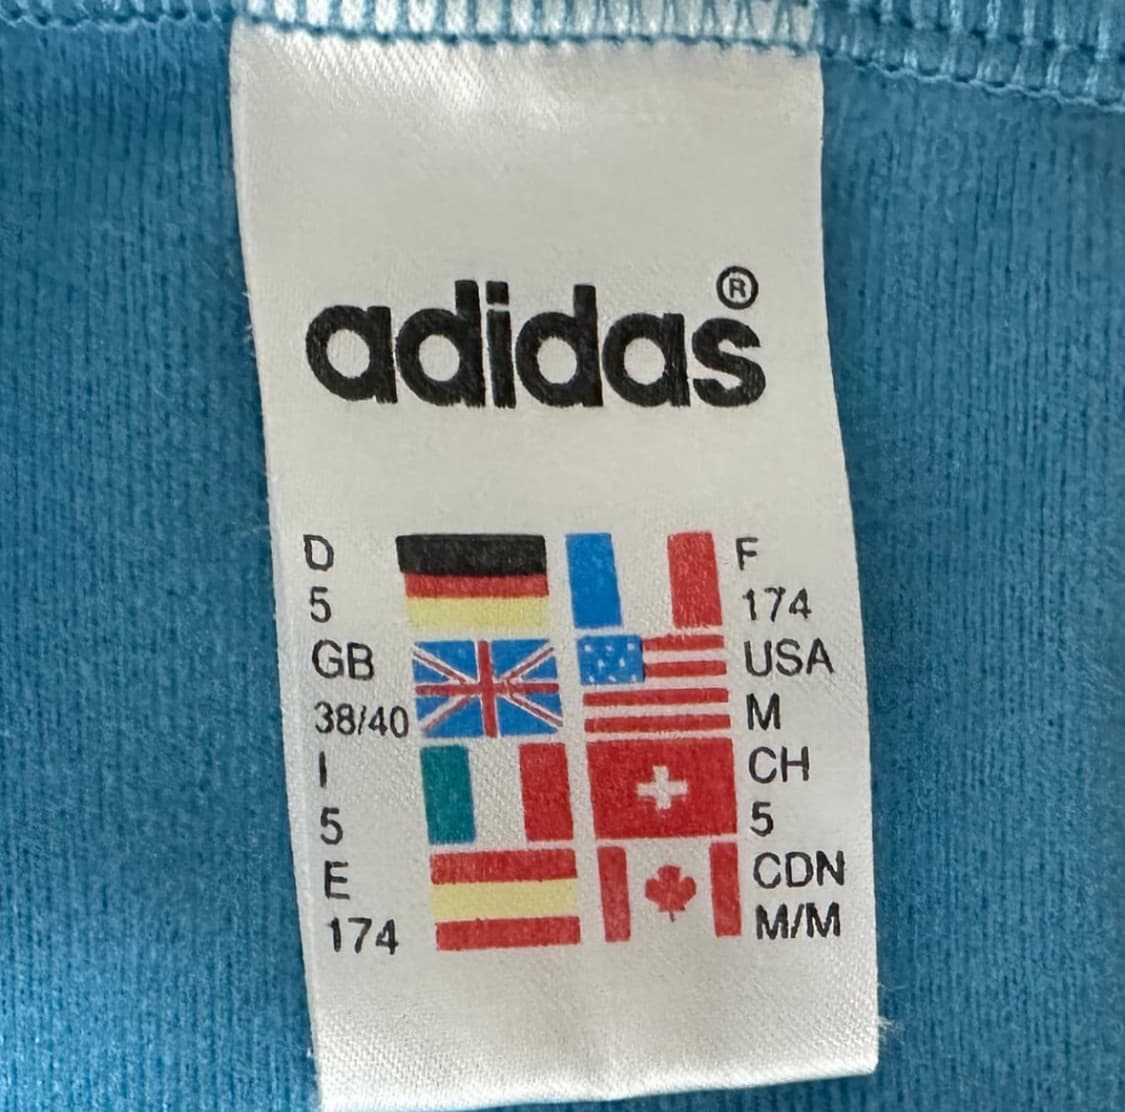 adidas®
D
5
GB
38/40
I
5
E
174
F
174
USA
M
CH
5
CDN
M/M